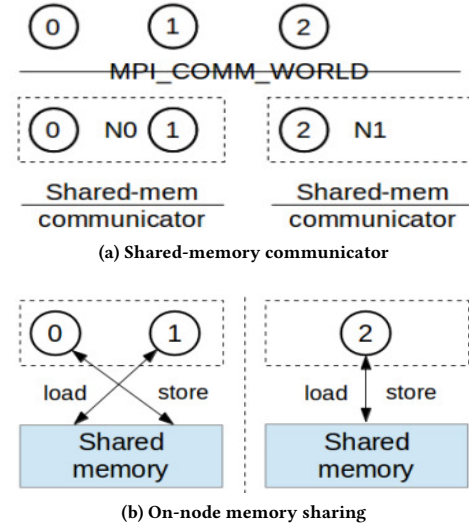 0 1 2
MPI_COMM_WORLD
0 N0 1 2 N1
Shared-mem Shared-mem
communicator communicator
(a) Shared-memory communicator
0 1 2
load store load store
Shared Shared
memory memory
(b) On-node memory sharing